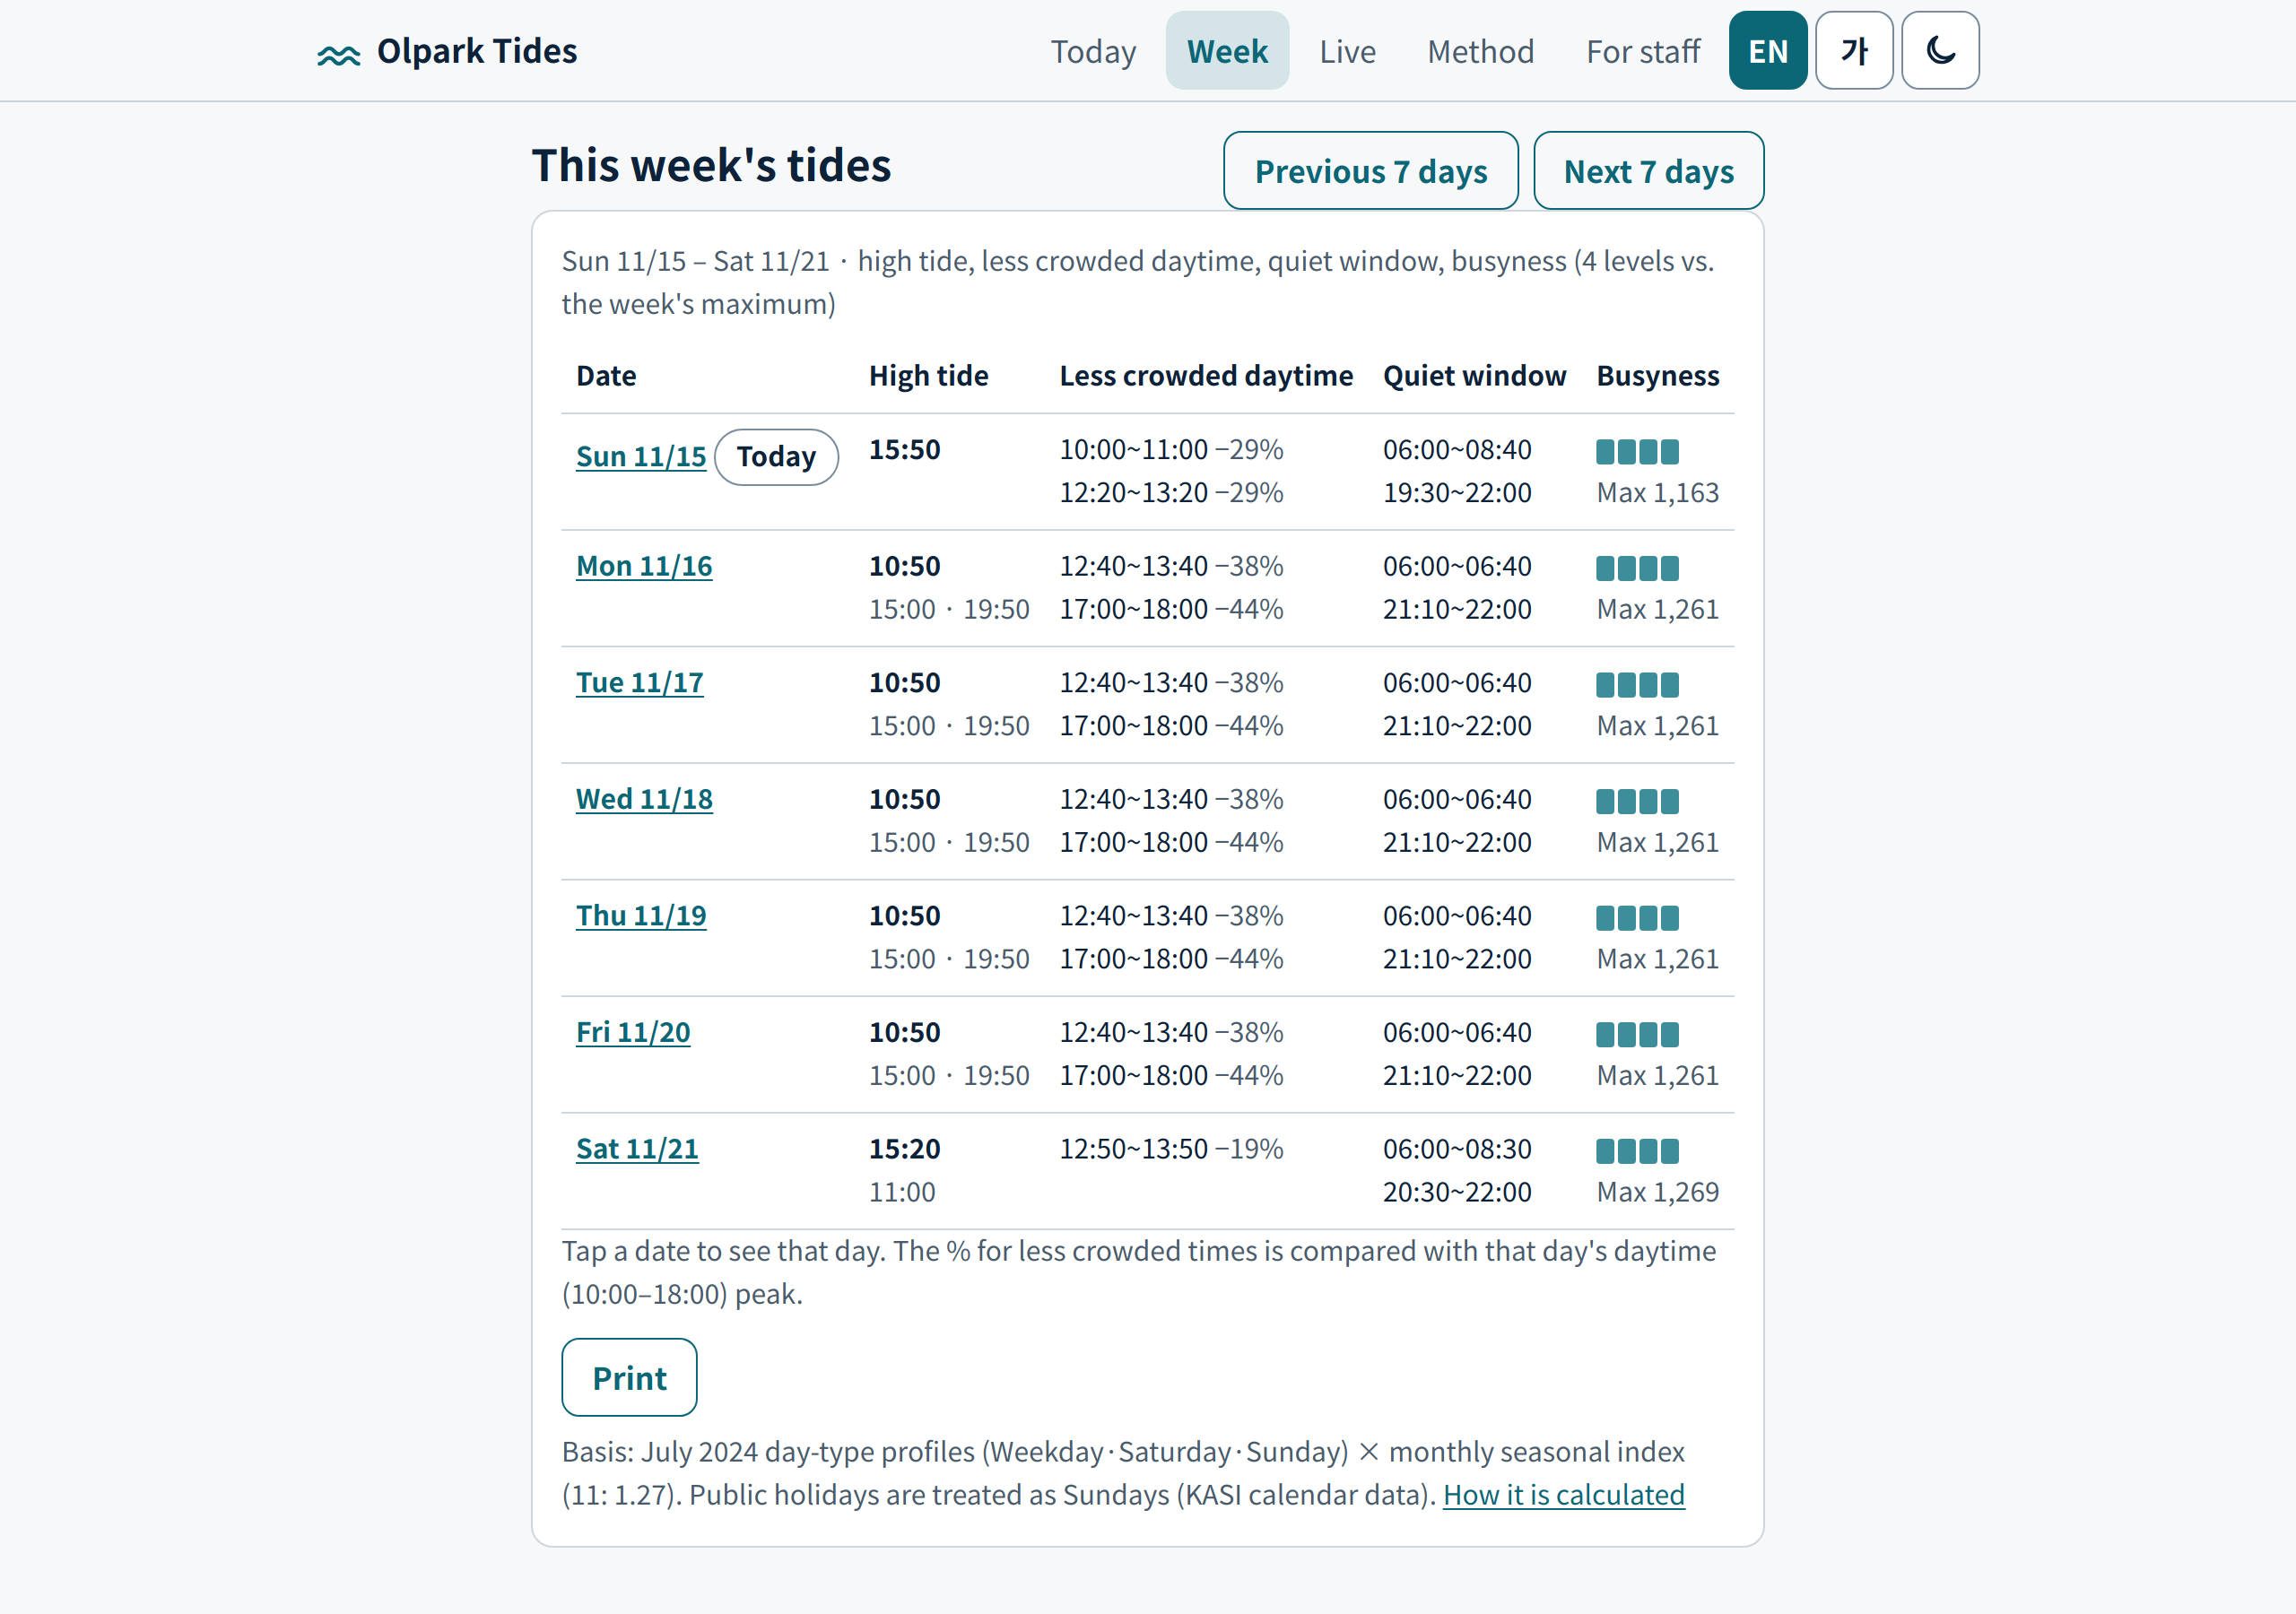 Olpark Tides
Today Week Live Method For staff EN 가
This week's tides
Previous 7 days Next 7 days
Sun 11/15 – Sat 11/21 · high tide, less crowded daytime, quiet window, busyness (4 levels vs.
the week's maximum)
Date High tide Less crowded daytime Quiet window Busyness
Sun 11/15 Today 15:50 10:00~11:00 −29% 06:00~08:40
12:20~13:20 −29% 19:30~22:00 Max 1,163
Mon 11/16 10:50 12:40~13:40 −38% 06:00~06:40
15:00 · 19:50 17:00~18:00 −44% 21:10~22:00 Max 1,261
Tue 11/17 10:50 12:40~13:40 −38% 06:00~06:40
15:00 · 19:50 17:00~18:00 −44% 21:10~22:00 Max 1,261
Wed 11/18 10:50 12:40~13:40 −38% 06:00~06:40
15:00 · 19:50 17:00~18:00 −44% 21:10~22:00 Max 1,261
Thu 11/19 10:50 12:40~13:40 −38% 06:00~06:40
15:00 · 19:50 17:00~18:00 −44% 21:10~22:00 Max 1,261
Fri 11/20 10:50 12:40~13:40 −38% 06:00~06:40
15:00 · 19:50 17:00~18:00 −44% 21:10~22:00 Max 1,261
Sat 11/21 15:20 12:50~13:50 −19% 06:00~08:30
11:00 20:30~22:00 Max 1,269
Tap a date to see that day. The % for less crowded times is compared with that day's daytime
(10:00–18:00) peak.
Print
Basis: July 2024 day-type profiles (Weekday·Saturday·Sunday) × monthly seasonal index
(11: 1.27). Public holidays are treated as Sundays (KASI calendar data). How it is calculated